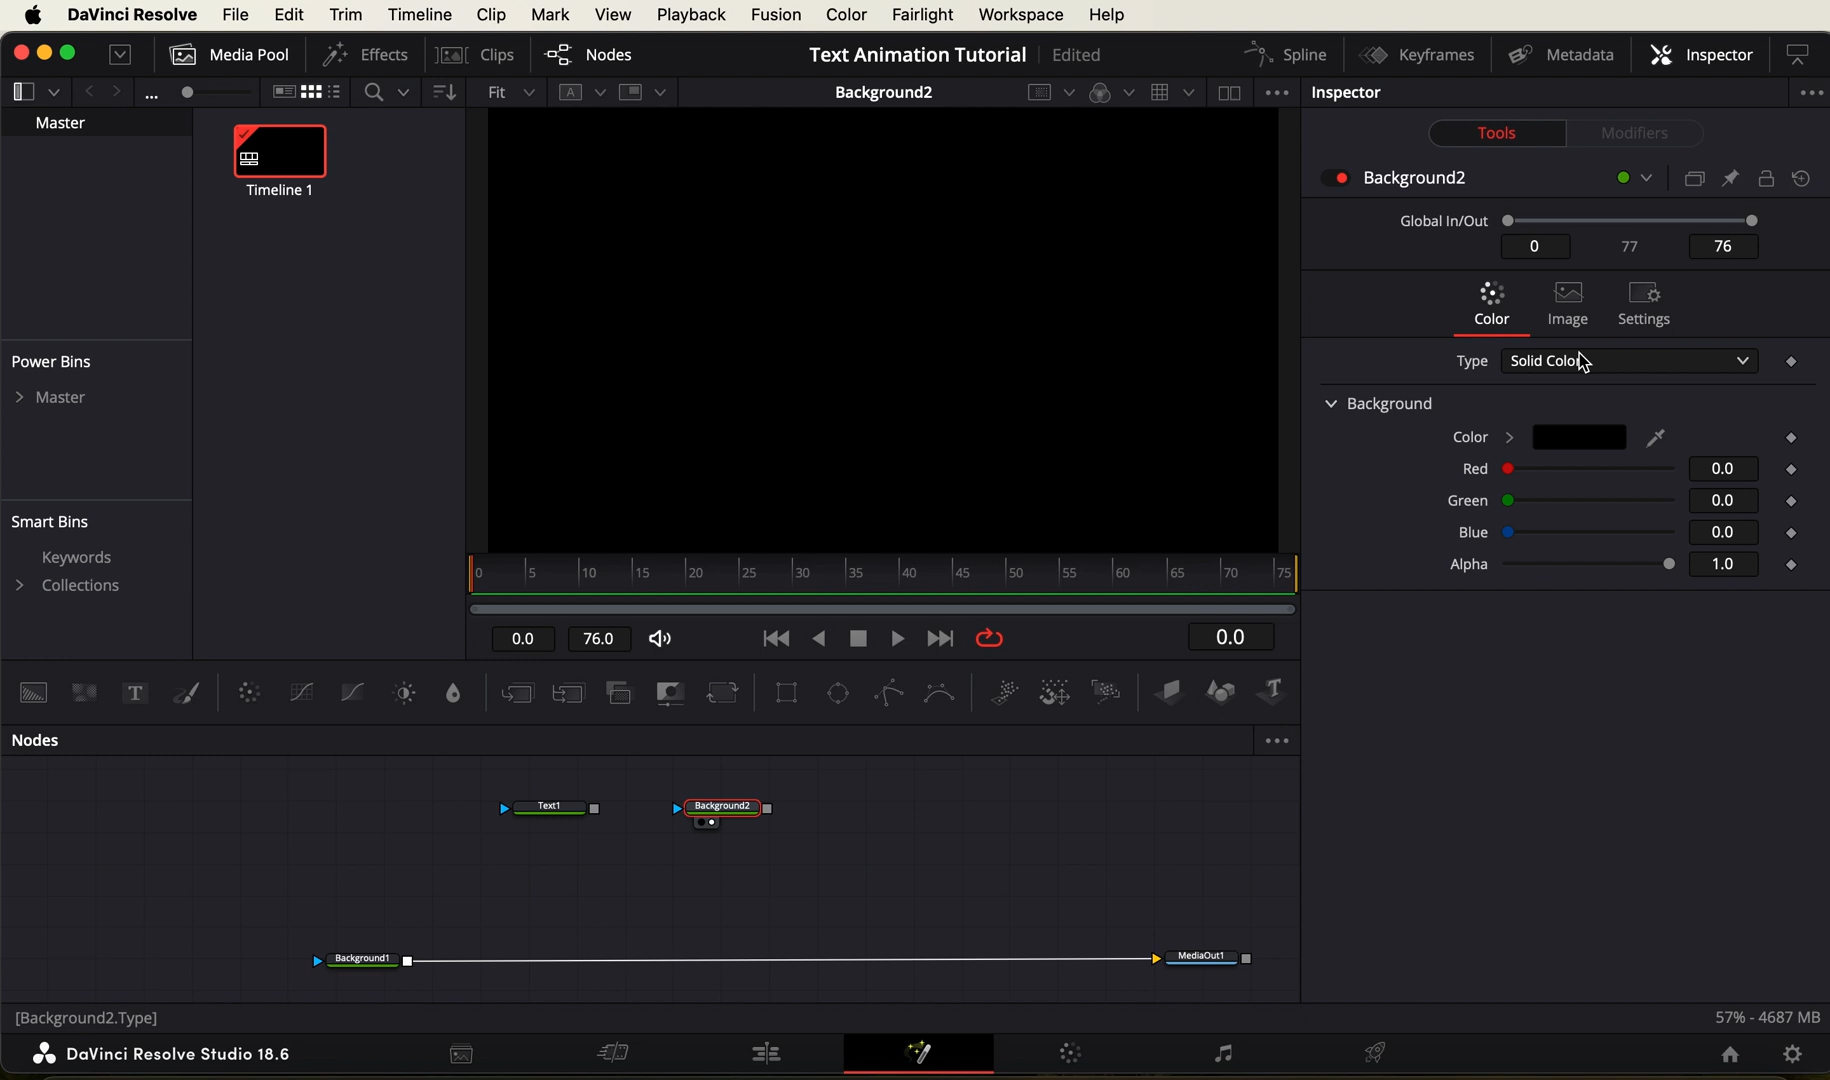 DaVinci Resolve File Edit Trim Timeline Clip Mark View Playback Fusion Color Fairlight Workspace Help
Media Pool Effects Clips Nodes Text Animation Tutorial Edited Spline Keyframes Metadata Inspector
... Fit A Background2 ••• Inspector •••
Master
Timeline 1
Power Bins
Master
Smart Bins
Keywords
Collections
Tools Modifiers
Background2
Global In/Out
0 77 76
Color Image Settings
Type Solid Color
Background
Color
Red 0.0
Green 0.0
Blue 0.0
Alpha 1.0
0 5 10 15 20 25 30 35 40 45 50 55 60 65 70 75
0.0 76.0 0.0
T T
Nodes •••
Text1 Background2
Background1 MediaOut1
[Background2.Type] 57% - 4687 MB
DaVinci Resolve Studio 18.6